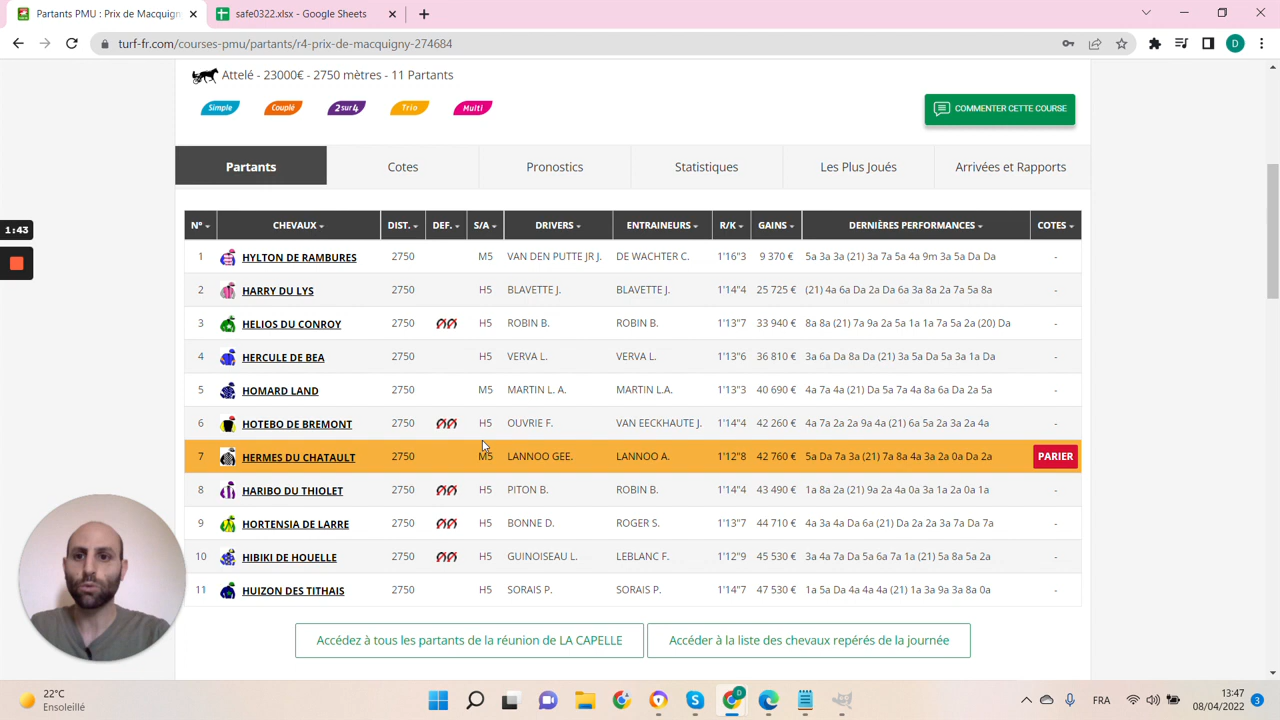 Partants PMU : Prix de Macquign
safe0322.xlsx - Google Sheets
turf-fr.com/courses-pmu/partants/r4-prix-de-macquigny-274684
D
Attelé - 23000€ - 2750 mètres - 11 Partants
Simple Couplé 2 sur 4 Trio Multi
COMMENTER CETTE COURSE
Partants Cotes Pronostics Statistiques Les Plus Joués Arrivées et Rapports
1:43
N° CHEVAUX DIST. DEF. S/A DRIVERS ENTRAINEURS R/K GAINS DERNIÈRES PERFORMANCES COTES
1 HYLTON DE RAMBURES 2750 M5 VAN DEN PUTTE JR J. DE WACHTER C. 1'16"3 9 370 € 5a 3a 3a (21) 3a 7a 5a 4a 9m 3a 5a Da Da -
2 HARRY DU LYS 2750 H5 BLAVETTE J. BLAVETTE J. 1'14"4 25 725 € (21) 4a 6a Da 2a Da 6a 3a 8a 2a 7a 5a 8a -
3 HELIOS DU CONROY 2750 H5 ROBIN B. ROBIN B. 1'13"7 33 940 € 8a 8a (21) 7a 9a 2a 5a 1a 1a 7a 5a 2a (20) Da -
4 HERCULE DE BEA 2750 H5 VERVA L. VERVA L. 1'13"6 36 810 € 3a 6a Da 8a Da (21) 3a 5a Da 5a 3a 1a Da -
5 HOMARD LAND 2750 M5 MARTIN L. A. MARTIN L.A. 1'13"3 40 690 € 4a 7a 4a (21) Da 5a 7a 4a 8a 6a Da 2a 5a -
6 HOTEBO DE BREMONT 2750 H5 OUVRIE F. VAN EECKHAUTE J. 1'14"4 42 260 € 4a 7a 2a 2a 9a 4a (21) 6a 5a 2a 3a 2a 4a -
7 HERMES DU CHATAULT 2750 M5 LANNOO GEE. LANNOO A. 1'12"8 42 760 € 5a Da 7a 3a (21) 7a 8a 4a 3a 2a 0a Da 2a PARIER
8 HARIBO DU THIOLET 2750 H5 PITON B. ROBIN B. 1'14"4 43 490 € 1a 8a 2a (21) 9a 2a 4a 0a 3a 1a 2a 0a 1a -
9 HORTENSIA DE LARRE 2750 H5 BONNE D. ROGER S. 1'13"7 44 710 € 4a 3a 4a Da 6a (21) Da 2a Da 3a 7a Da 7a -
10 HIBIKI DE HOUELLE 2750 H5 GUINOISEAU L. LEBLANC F. 1'12"9 45 530 € 3a 4a 7a Da 5a 6a 7a 1a (21) 5a 8a 5a 2a -
11 HUIZON DES TITHAIS 2750 H5 SORAIS P. SORAIS P. 1'14"7 47 530 € 1a 5a Da 4a 4a 4a (21) 1a 3a 9a 3a 8a 0a -
Accédez à tous les partants de la réunion de LA CAPELLE
Accéder à la liste des chevaux repérés de la journée
22°C
Ensoleillé
FRA
13:47
08/04/2022
3